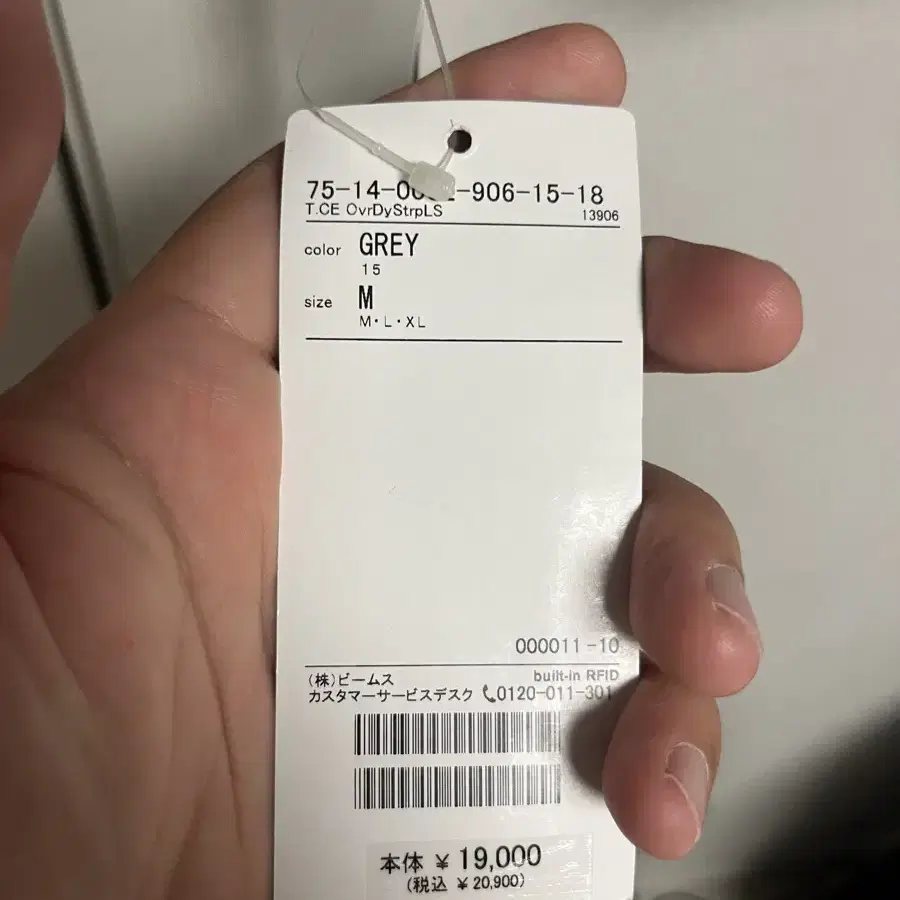 75-14-0 -906-15-18
T.CE OvrDyStrpLS 13906
color GREY
15
size M
M・L・XL
000011-10
(株)ビームス built-in RFID
カスタマーサービスデスク 0120-011-301
本体 ¥ 19,000
(税込 ¥ 20,900)